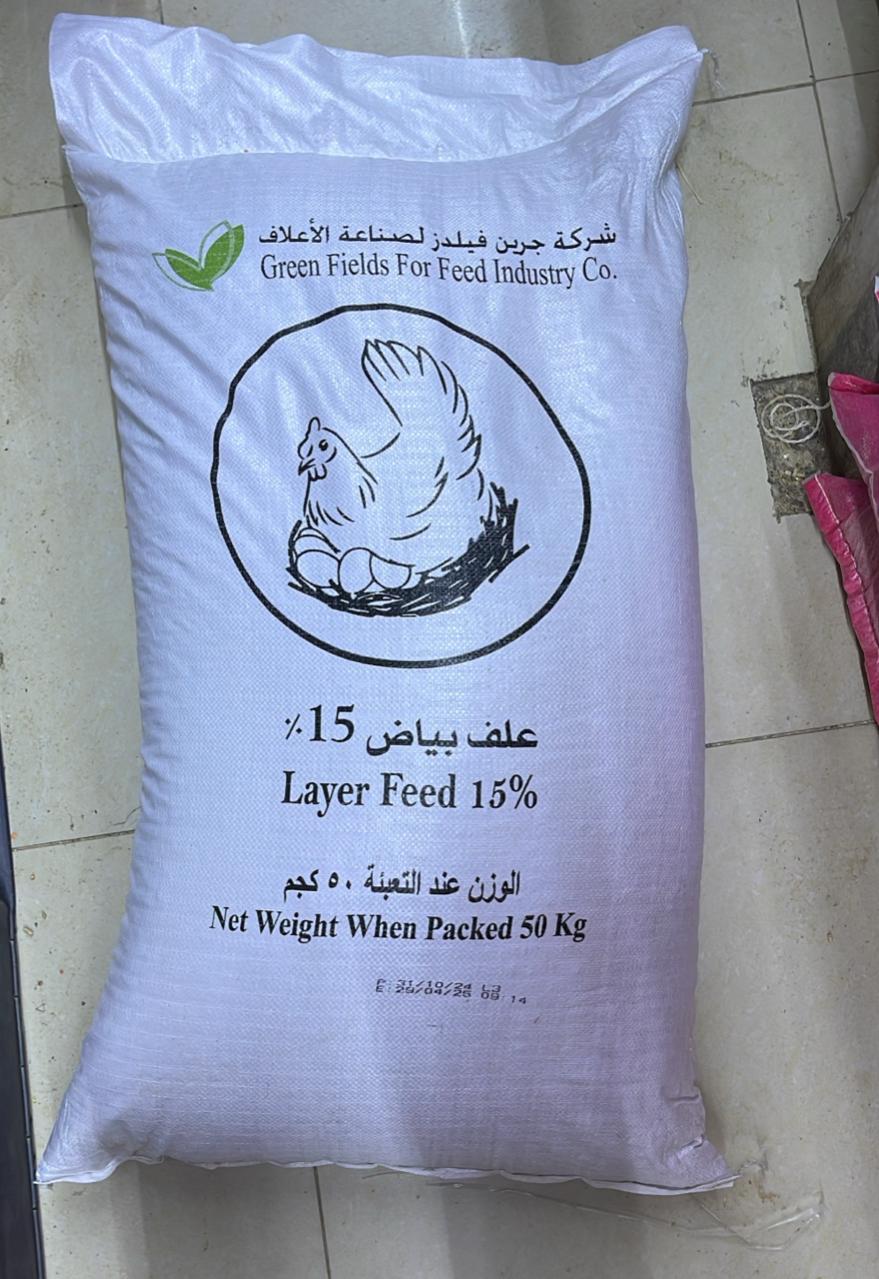 شركة جرين فيلدز لصناعة الأعلاف
Green Fields For Feed Industry Co.
علف بياض 15٪
Layer Feed 15%
الوزن عند التعبئة ٥٠ كجم
Net Weight When Packed 50 Kg
P: 31/10/24 L3
E: 29/04/25 09:14